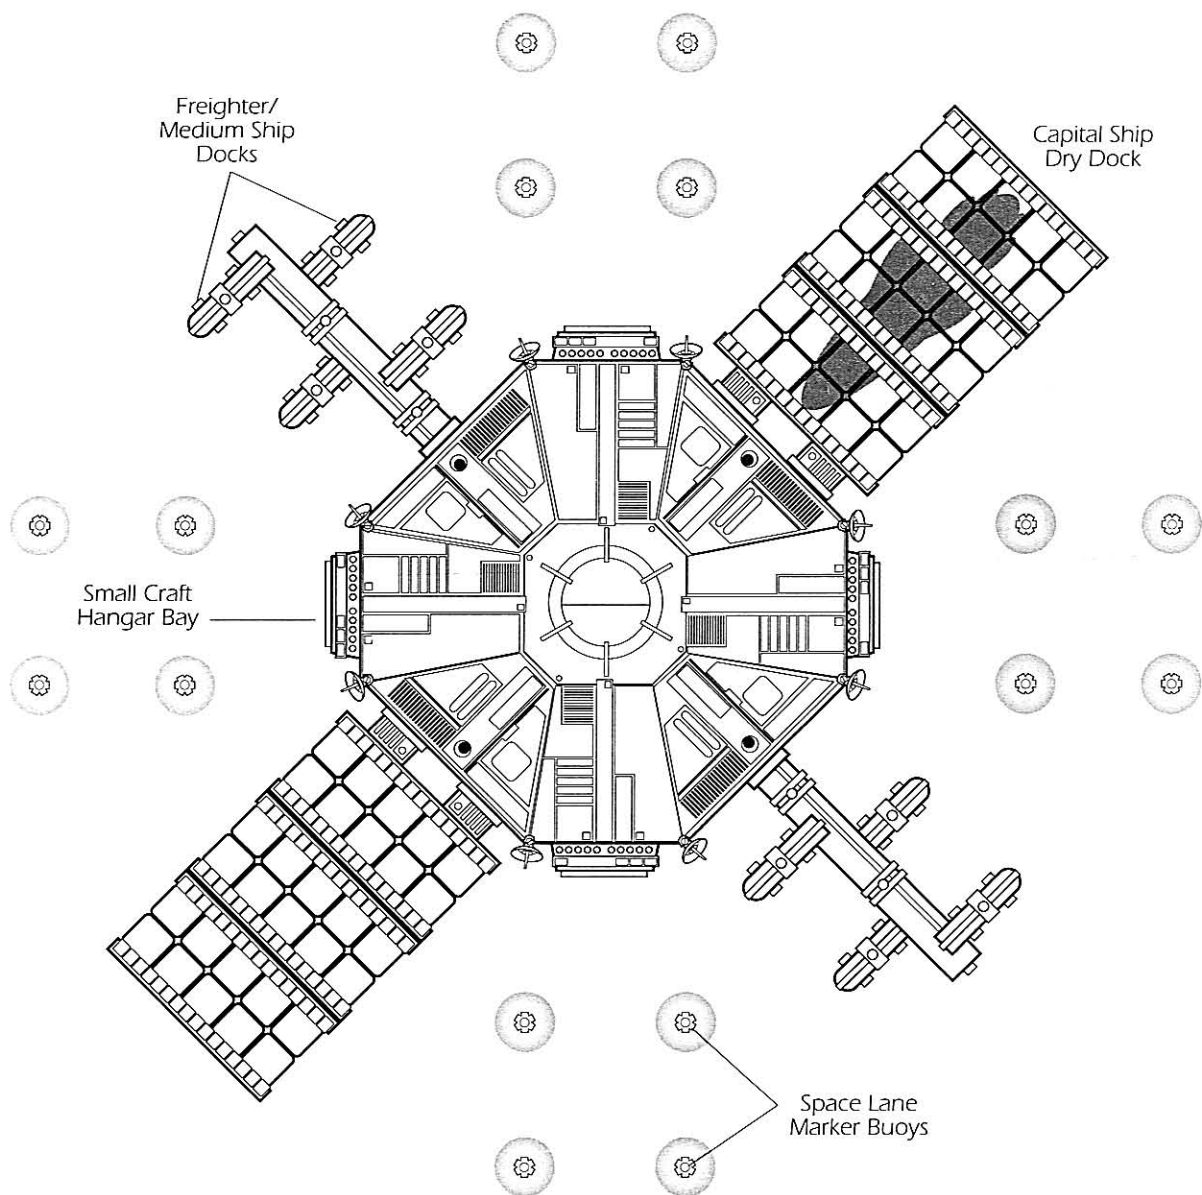 Freighter/
Medium Ship
Docks
Capital Ship
Dry Dock
Small Craft
Hangar Bay
Space Lane
Marker Buoys